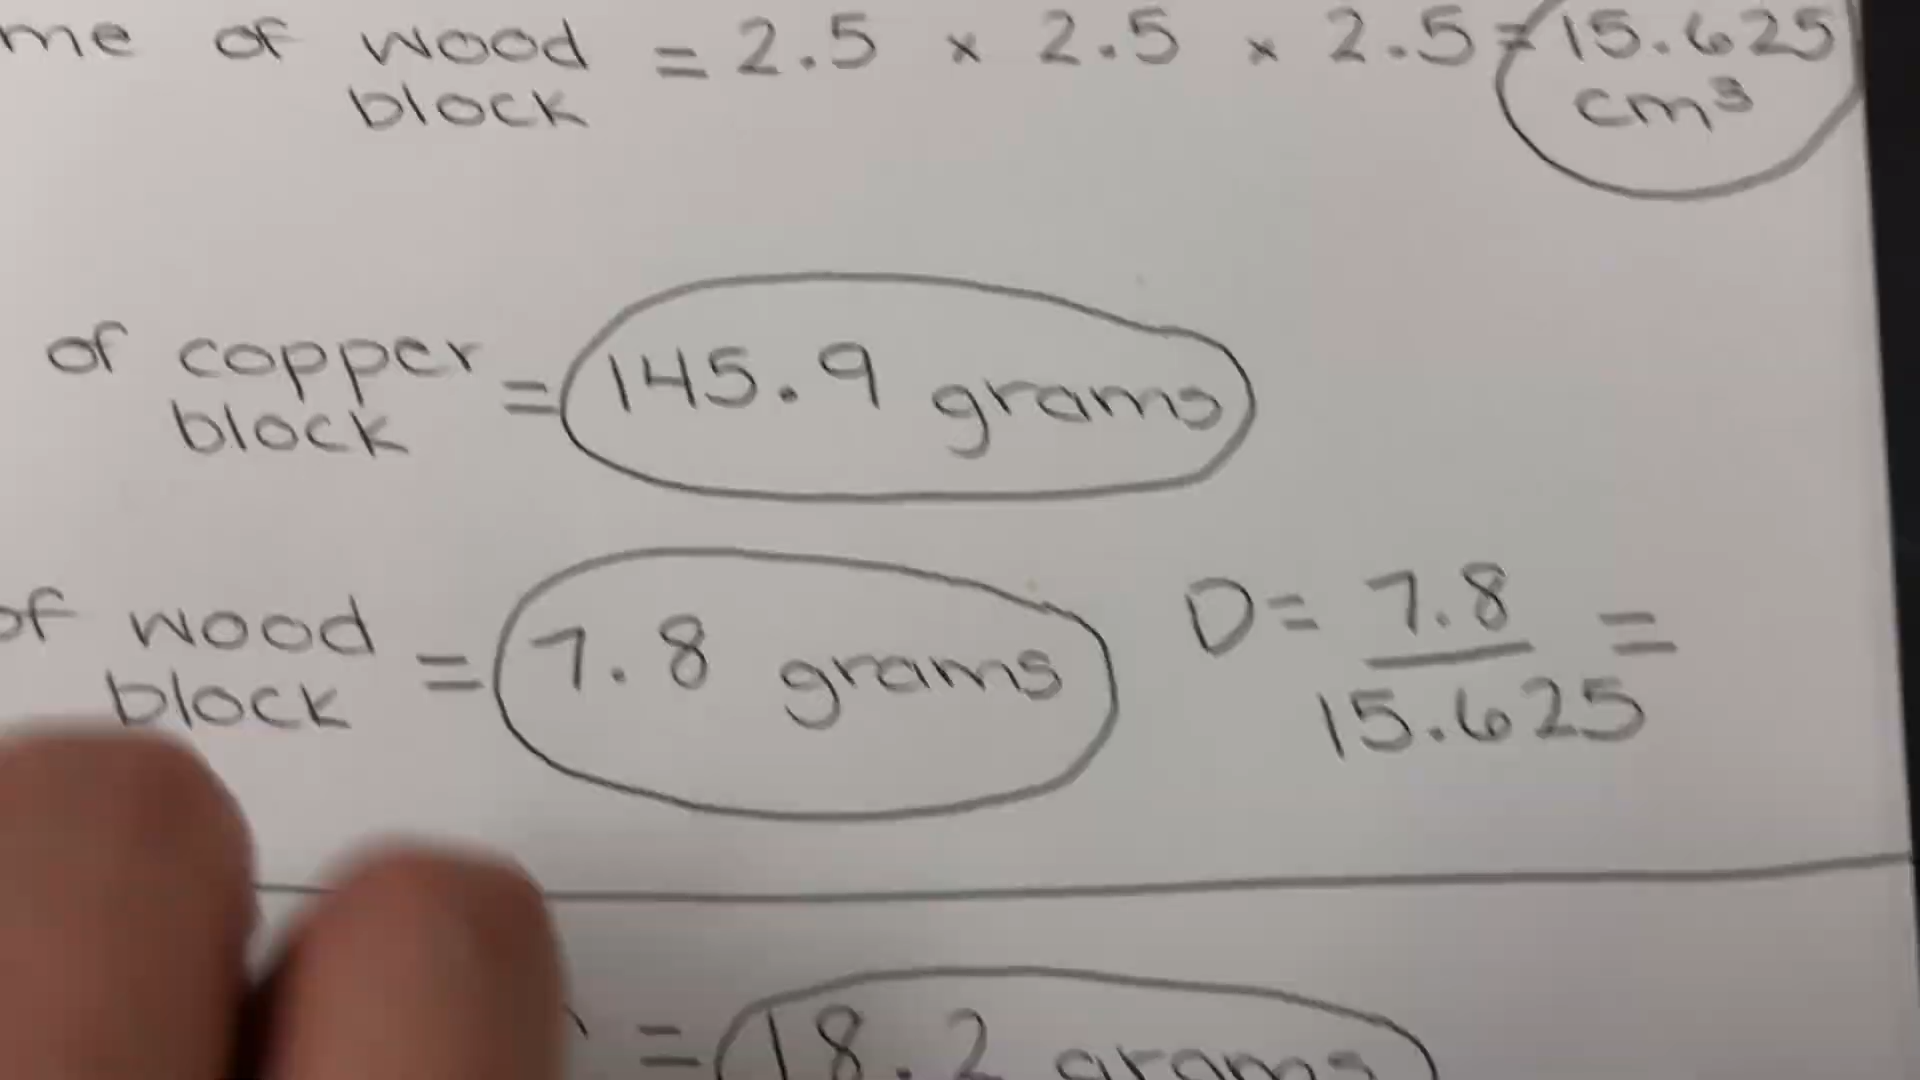 me of wood = 2.5 x 2.5 x 2.5 = 15.625
block cm³
of copper = 145.9 grams
block
of wood = 7.8 grams D = 7.8 =
block 15.625
= 18.2 grams